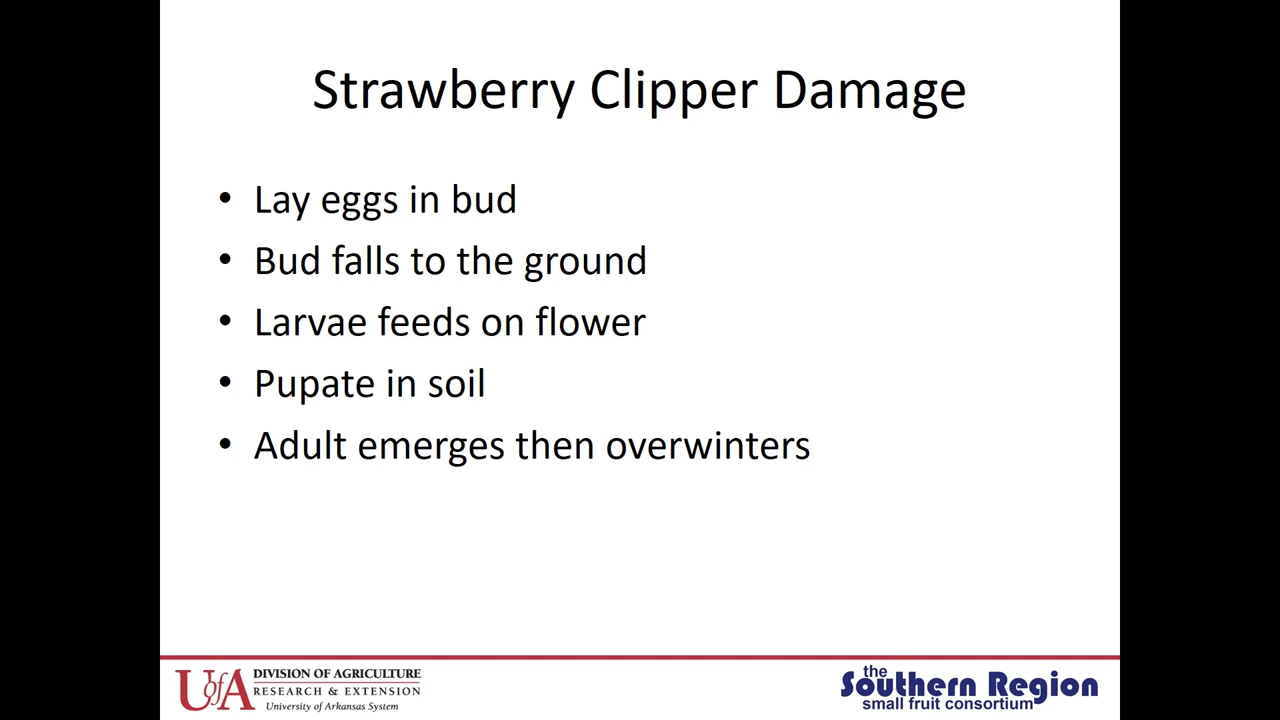 Strawberry Clipper Damage
• Lay eggs in bud
• Bud falls to the ground
• Larvae feeds on flower
• Pupate in soil
• Adult emerges then overwinters
UofA DIVISION OF AGRICULTURE
RESEARCH & EXTENSION
University of Arkansas System
the
Southern Region
small fruit consortium